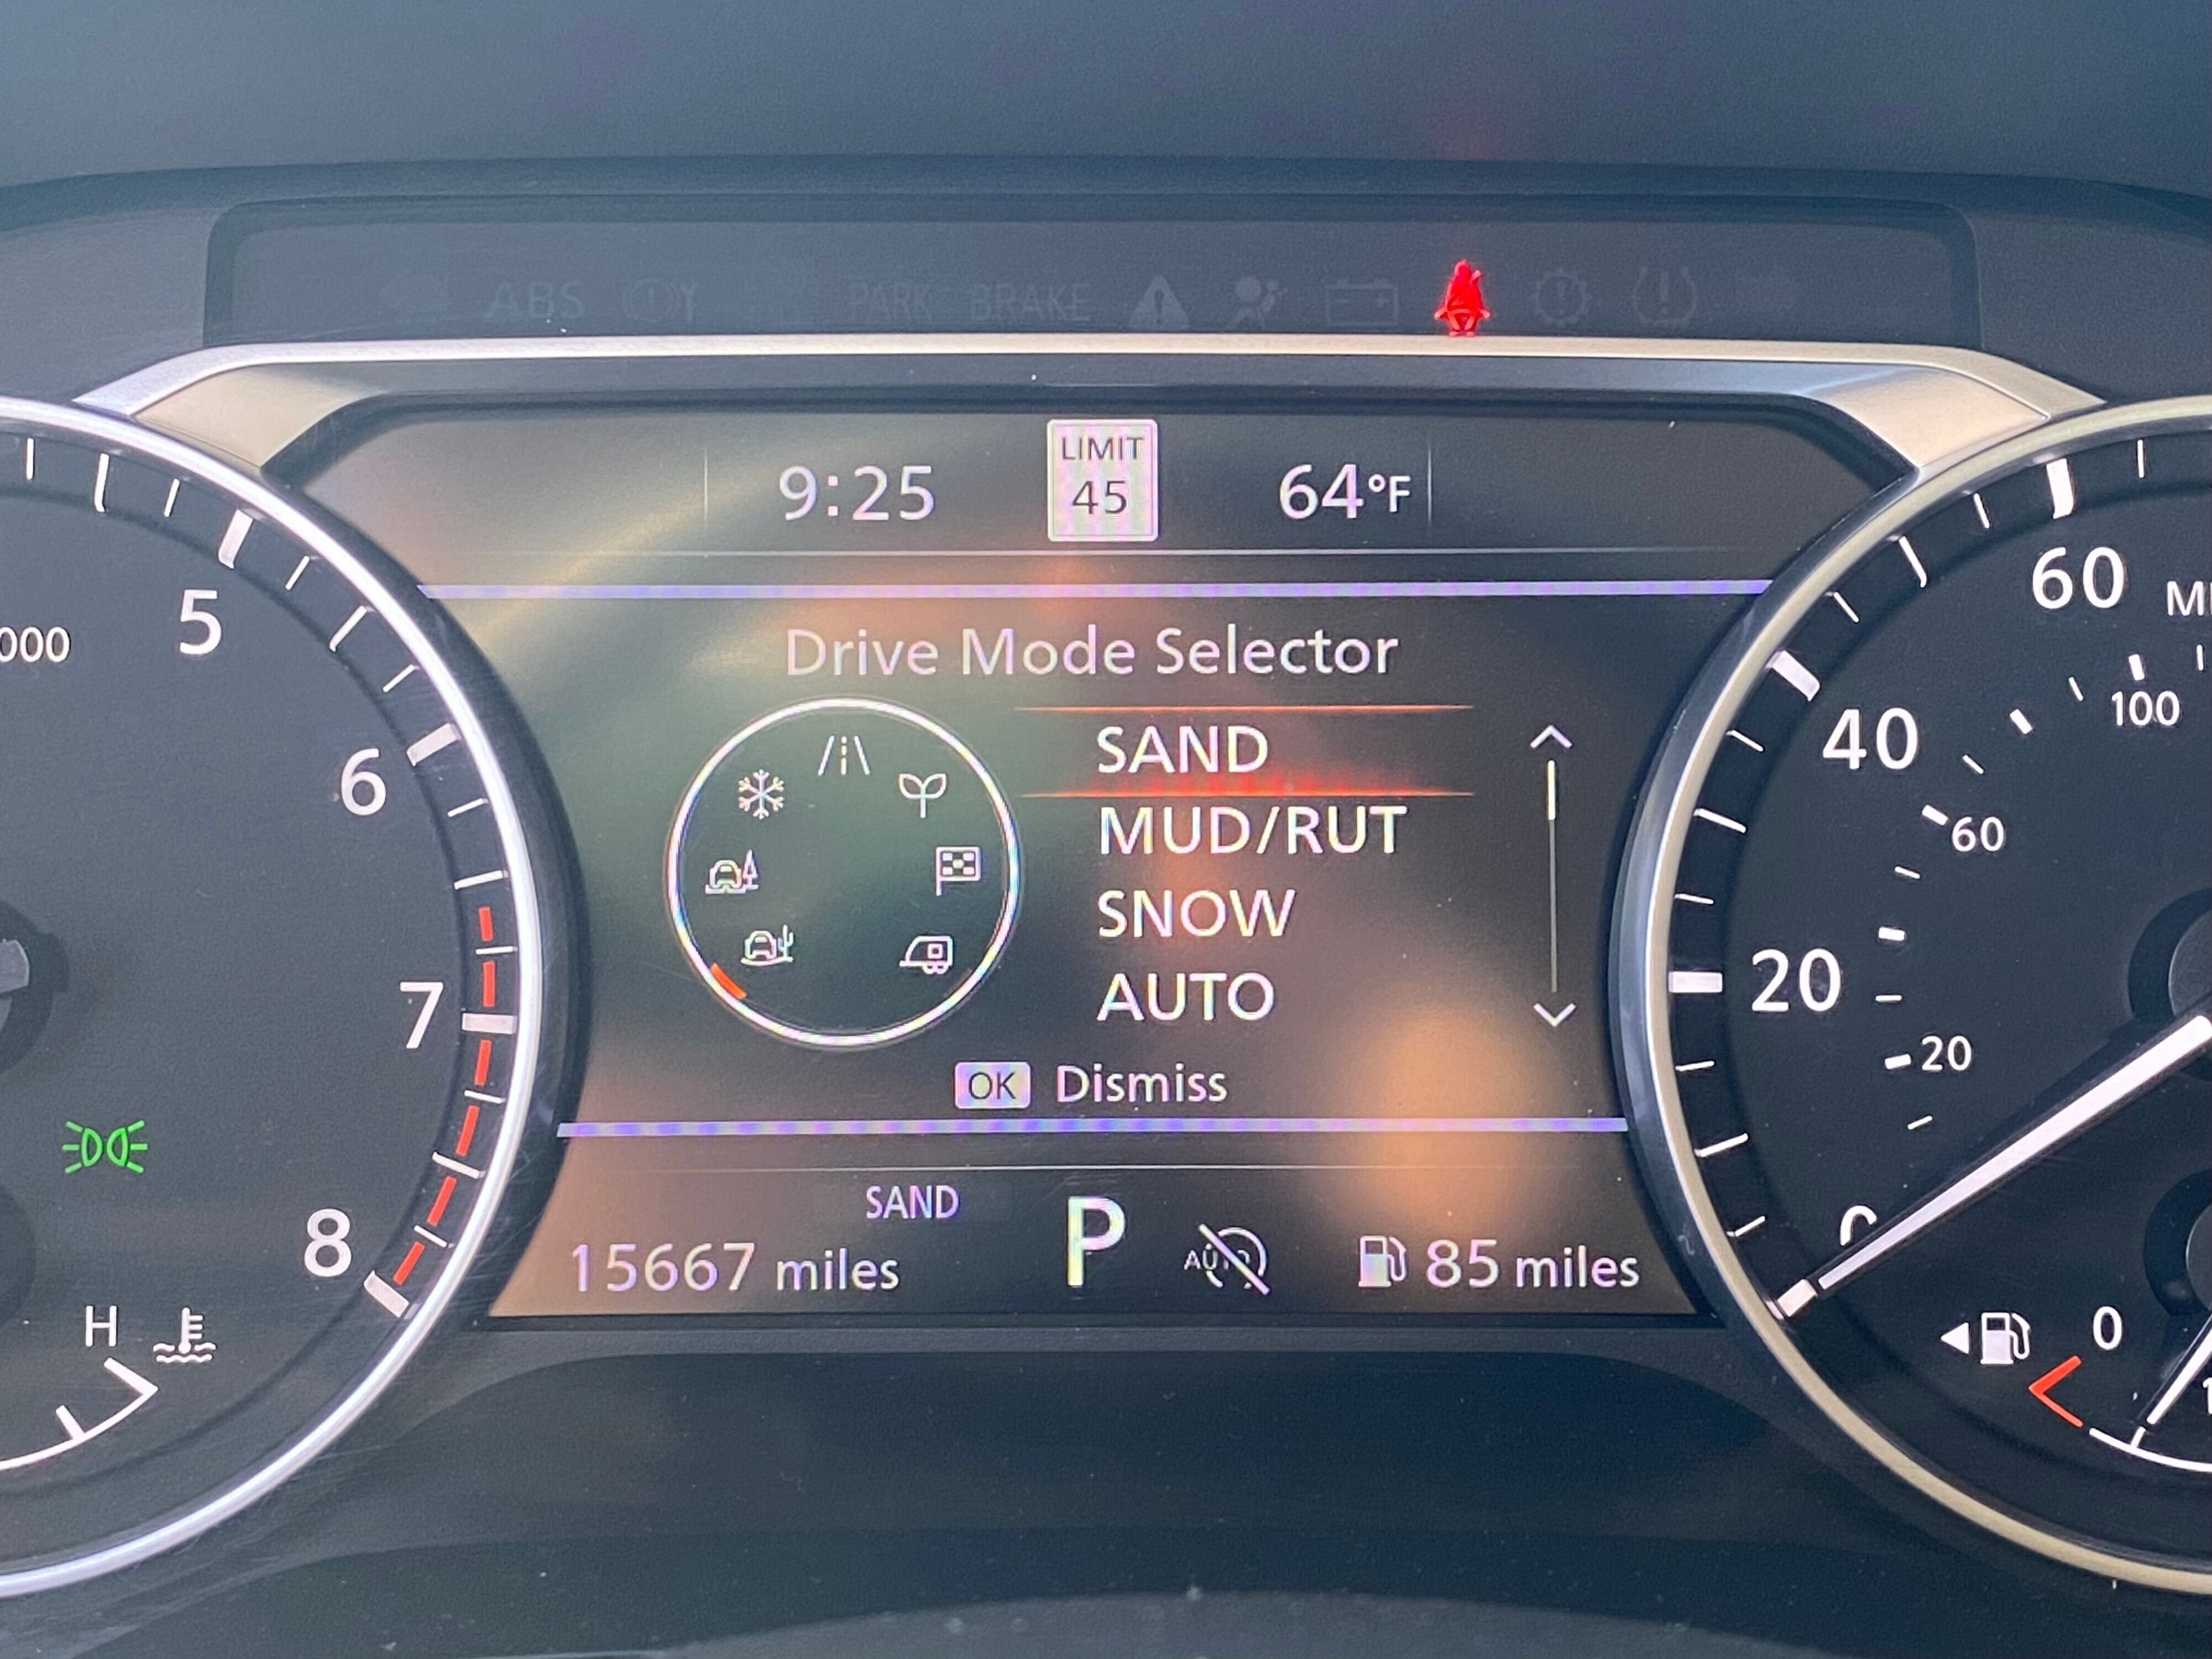 ABS PARK BRAKE
9:25 LIMIT 45 64°F
Drive Mode Selector
SAND
MUD/RUT
SNOW
AUTO
OK Dismiss
SAND
15667 miles P AUTO 85 miles
000
5
6
7
8
H
60
40
20
0
100
60
20
0